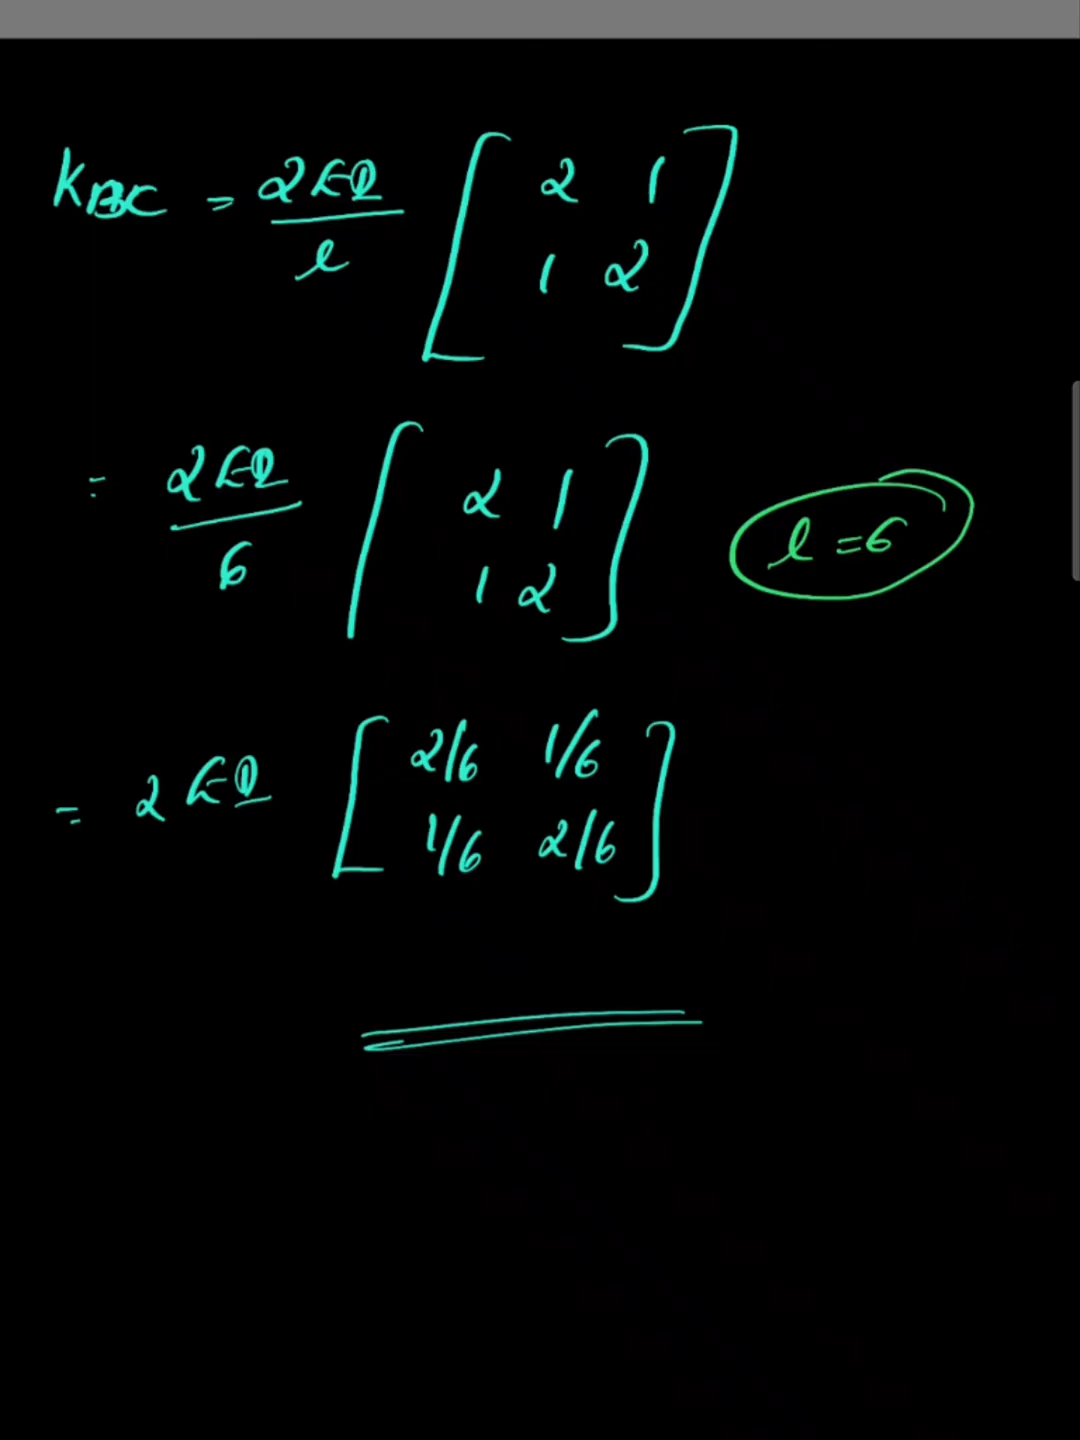 KBC = 2EI/l [2 1
1 2]
= 2EI/6 [2 1
1 2] l = 6
= 2EI [2/6 1/6
1/6 2/6]